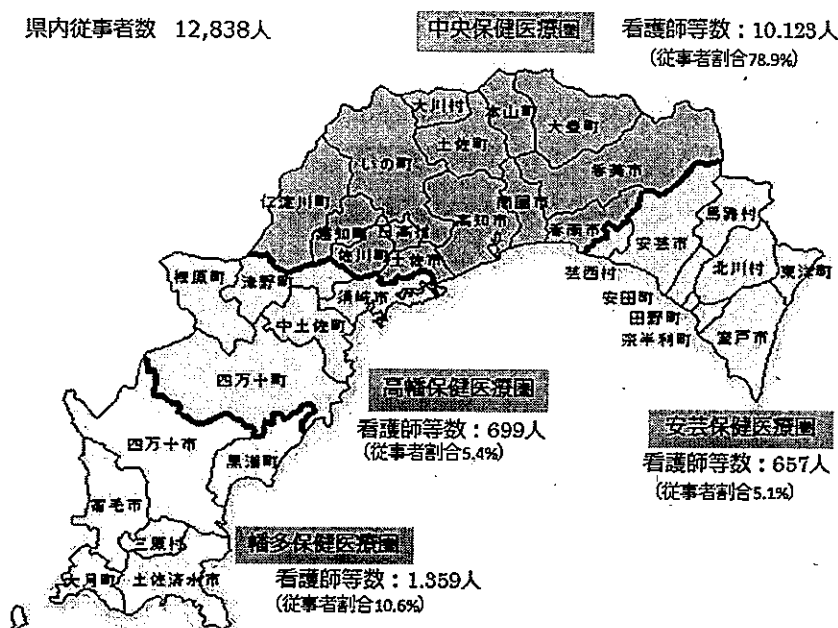 県内従事者数 12,838人
中央保健医療圏
看護師等数：10.123人
(従事者割合78.9%)
大川村
本山町
大豊町
土佐町
いの町
香美市
仁淀川町
南国市
高知市
越知町
日高村
香南市
馬路村
佐川町
土佐市
安芸市
芸西村
北川村
東洋町
梼原町
津野町
須崎市
安田町
中土佐町
田野町
奈半利町
室戸市
四万十町
高幡保健医療圏
看護師等数：699人
(従事者割合5.4%)
安芸保健医療圏
看護師等数：657人
(従事者割合5.1%)
四万十市
黒潮町
宿毛市
三原村
幡多保健医療圏
大月町
土佐清水市
看護師等数：1.359人
(従事者割合10.6%)